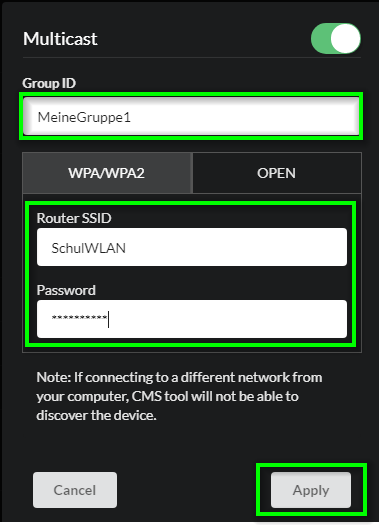 Multicast
Group ID
MeineGruppe1
WPA/WPA2 OPEN
Router SSID
SchulWLAN
Password
**********
Note: If connecting to a different network from
your computer, CMS tool will not be able to
discover the device.
Cancel Apply